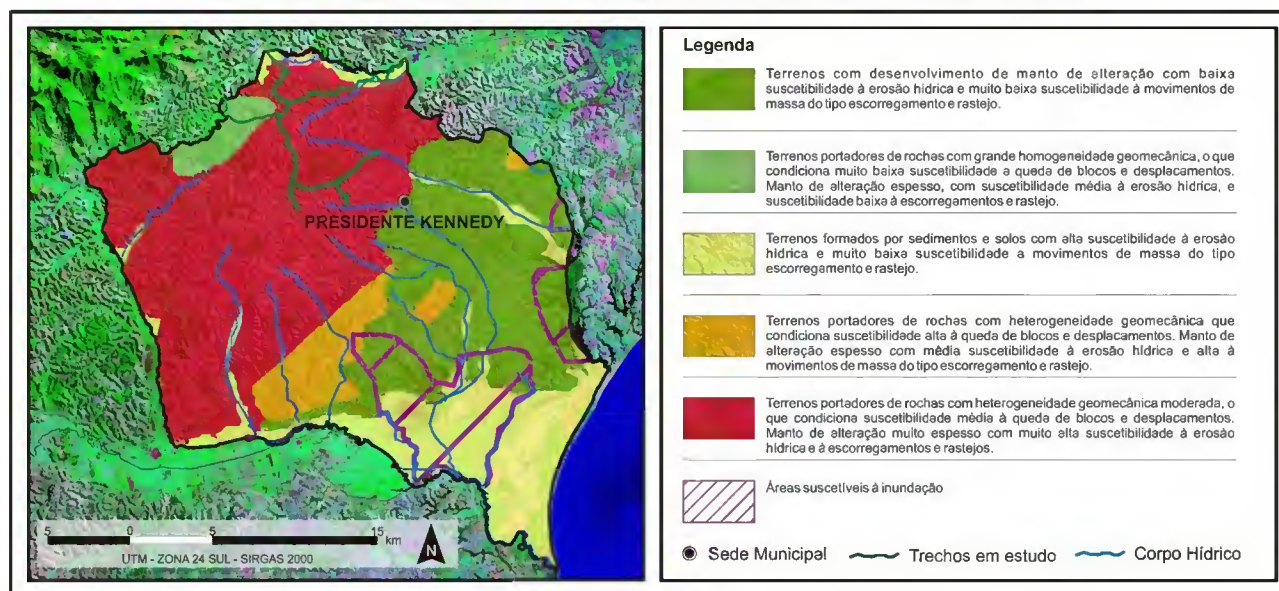 PRESIDENTE KENNEDY
5 0 5 15 km
N
UTM - ZONA 24 SUL - SIRGAS 2000
Legenda
Terrenos com desenvolvimento de manto de alteração com baixa
suscetibilidade à erosão hídrica e muito baixa suscetibilidade à movimentos de
massa do tipo escorregamento e rastejo.
Terrenos portadores de rochas com grande homogeneidade geomecânica, o que
condiciona muito baixa suscetibilidade a queda de blocos e desplacamentos.
Manto de alteração espesso, com suscetibilidade média à erosão hídrica, e
suscetibilidade baixa à escorregamentos e rastejo.
Terrenos formados por sedimentos e solos com alta suscetibilidade à erosão
hídrica e muito baixa suscetibilidade a movimentos de massa do tipo
escorregamento e rastejo.
Terrenos portadores de rochas com heterogeneidade geomecânica que
condiciona suscetibilidade alta à queda de blocos e desplacamentos. Manto de
alteração espesso com média suscetibilidade à erosão hídrica e alta à
movimentos de massa do tipo escorregamento e rastejo.
Terrenos portadores de rochas com heterogeneidade geomecânica moderada, o
que condiciona suscetibilidade média à queda de blocos e desplacamentos.
Manto de alteração muito espesso com muito alta suscetibilidade à erosão
hídrica e à escorregamentos e rastejos.
Áreas suscetíveis à inundação
Sede Municipal Trechos em estudo Corpo Hídrico